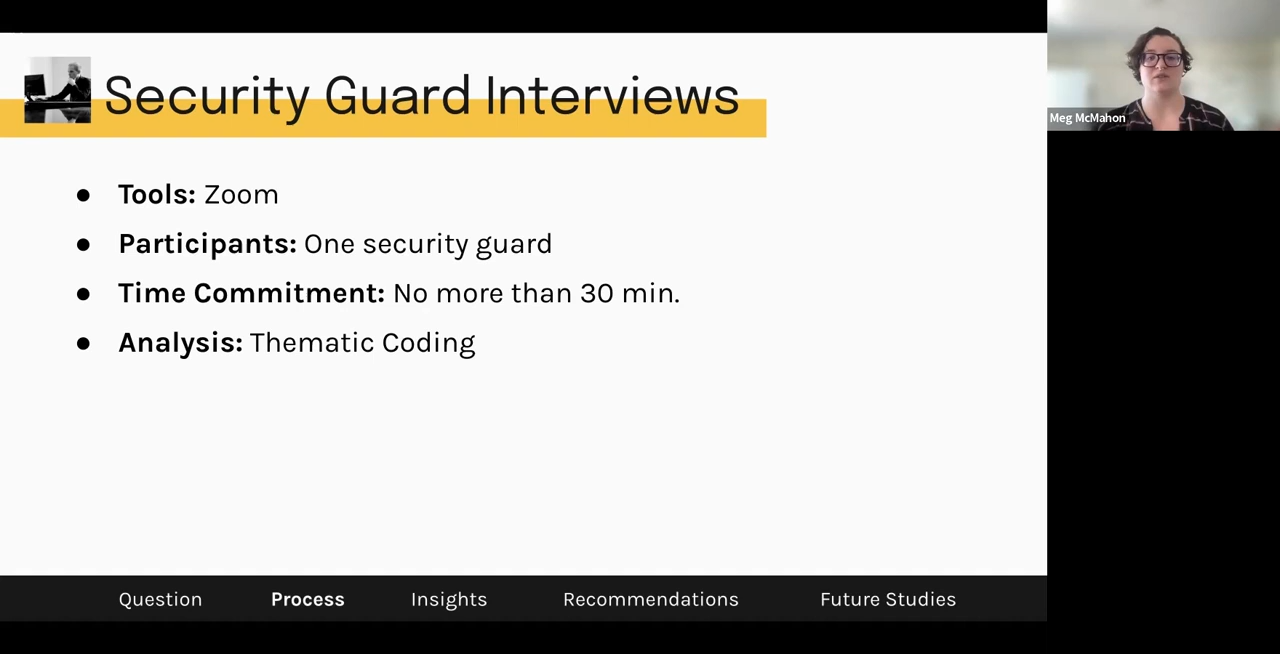 Security Guard Interviews
● Tools: Zoom
● Participants: One security guard
● Time Commitment: No more than 30 min.
● Analysis: Thematic Coding
Question Process Insights Recommendations Future Studies
Meg McMahon